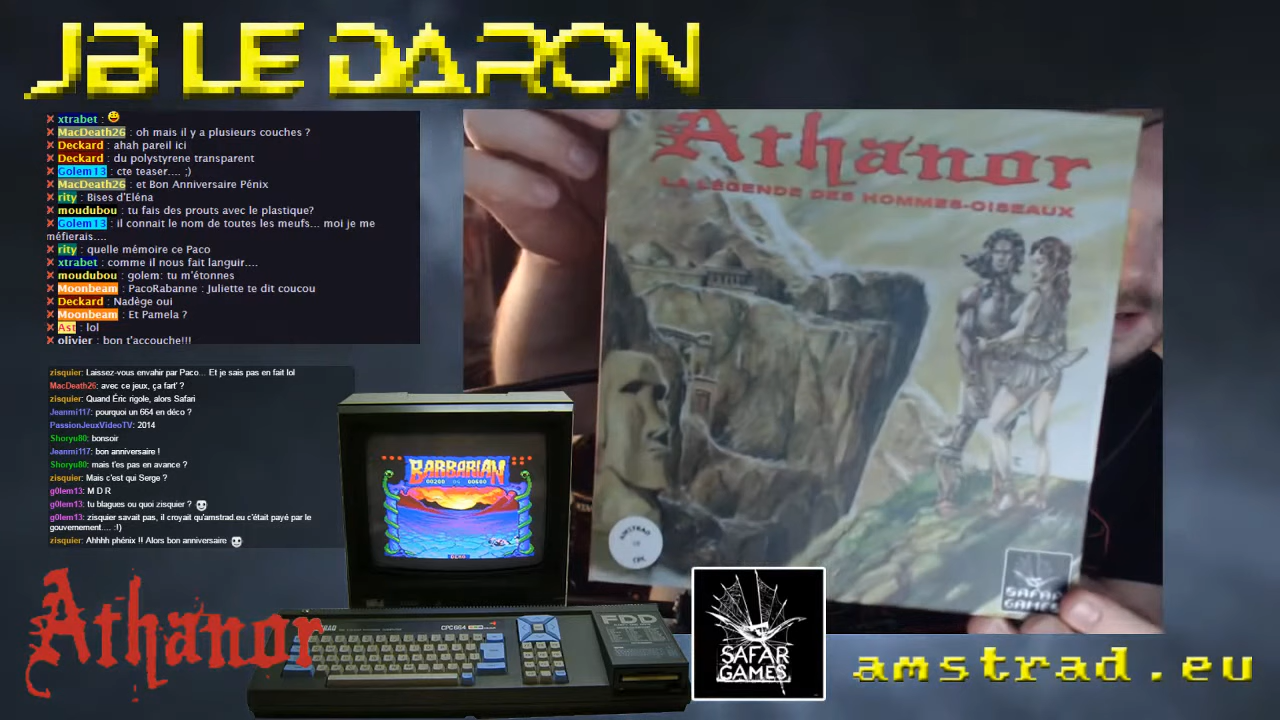 JB LE DARON
xtrabet :
MacDeath26 : oh mais il y a plusieurs couches ?
Deckard : ahah pareil ici
Deckard : du polystyrene transparent
Golem13 : cte teaser.... ;)
MacDeath26 : et Bon Anniversaire Pénix
rity : Bises d'Eléna
moudubou : tu fais des prouts avec le plastique?
Golem13 : il connait le nom de toutes les meufs... moi je me
méfierais....
rity : quelle mémoire ce Paco
xtrabet : comme il nous fait languir....
moudubou : golem: tu m'étonnes
Moonbeam : PacoRabanne : Juliette te dit coucou
Deckard : Nadège oui
Moonbeam : Et Pamela ?
Ast : lol
olivier : bon t'accouche!!!
Athanor
LA LÉGENDE DES HOMMES-OISEAUX
AMSTRAD
CPC
SAFAR
GAMES
zisquier: Laissez-vous envahir par Paco... Et je sais pas en fait lol
MacDeath26: avec ce jeux, ça fart' ?
zisquier: Quand Éric rigole, alors Safari
Jeanmi117: pourquoi un 664 en déco ?
PassionJeuxVideoTV: 2014
Shoryu80: bonsoir
Jeanmi117: bon anniversaire !
Shoryu80: mais t'es pas en avance ?
zisquier: Mais c'est qui Serge ?
g0lem13: M D R
g0lem13: tu blagues ou quoi zisquier ?
g0lem13: zisquier savait pas, il croyait qu'amstrad.eu c'était payé par le
gouvernement.... :!)
zisquier: Ahhhh phénix !! Alors bon anniversaire
BARBARIAN
DEMO
Athanor
CPC664
FDD
SAFAR
GAMES
amstrad.eu